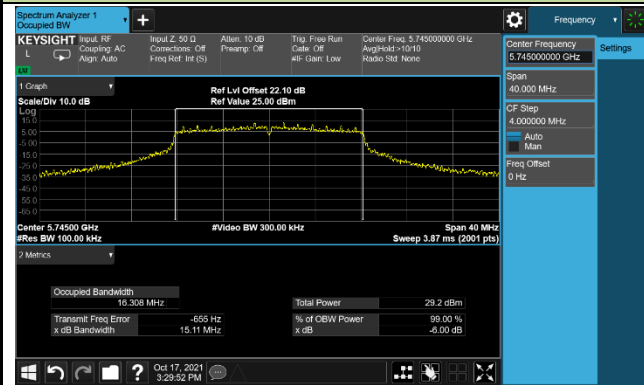 Spectrum Analyzer 1
Occupied BW
Frequency
KEYSIGHT
L
LXI
Input: RF
Coupling: AC
Align: Auto
Input Z: 50 Ω
Corrections: Off
Freq Ref: Int (S)
Atten: 10 dB
Preamp: Off
Trig: Free Run
Gate: Off
#IF Gain: Low
Center Freq: 5.745000000 GHz
Avg|Hold:>10/10
Radio Std: None
Center Frequency
5.745000000 GHz
Settings
Span
40.000 MHz
CF Step
4.000000 MHz
Auto
Man
Freq Offset
0 Hz
1 Graph
Scale/Div 10.0 dB
Ref Lvl Offset 22.10 dB
Ref Value 25.00 dBm
Log
15.0
5.00
-5.00
-15.0
-25.0
-35.0
-45.0
-55.0
-65.0
Center 5.74500 GHz
#Res BW 100.00 kHz
#Video BW 300.00 kHz
Span 40 MHz
Sweep 3.87 ms (2001 pts)
2 Metrics
Occupied Bandwidth
16.308 MHz
Transmit Freq Error -655 Hz
x dB Bandwidth 15.11 MHz
Total Power 29.2 dBm
% of OBW Power 99.00 %
x dB -6.00 dB
Oct 17, 2021
3:29:52 PM